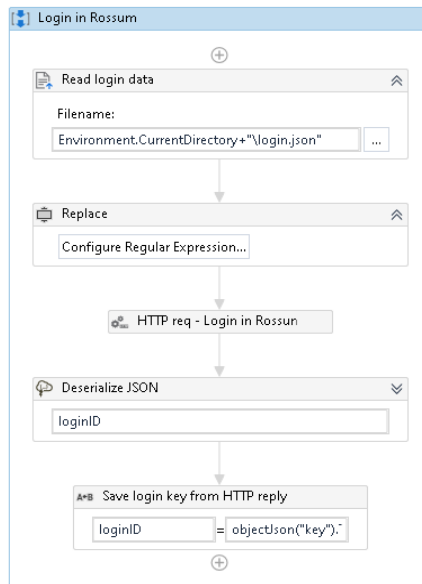 Login in Rossum
Read login data
Filename:
Environment.CurrentDirectory+"\login.json"
...
Replace
Configure Regular Expression...
HTTP req - Login in Rossum
Deserialize JSON
loginID
A+B Save login key from HTTP reply
loginID = objectJson("key").